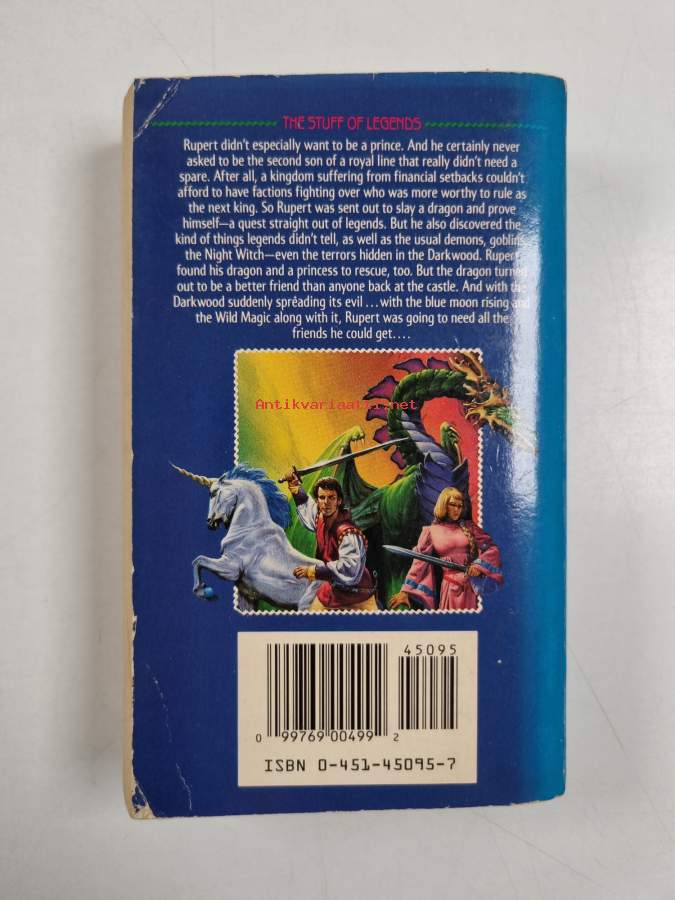 THE STUFF OF LEGENDS
Rupert didn't especially want to be a prince. And he certainly never
asked to be the second son of a royal line that really didn't need a
spare. After all, a kingdom suffering from financial setbacks couldn't
afford to have factions fighting over who was more worthy to rule as
the next king. So Rupert was sent out to slay a dragon and prove
himself—a quest straight out of legends. But he also discovered the
kind of things legends didn't tell, as well as the usual demons, goblins,
the Night Witch—even the terrors hidden in the Darkwood. Rupert
found his dragon and a princess to rescue, too. But the dragon turned
out to be a better friend than anyone back at the castle. And with the
Darkwood suddenly spreading its evil...with the blue moon rising and
the Wild Magic along with it, Rupert was going to need all the
friends he could get....
Antikvariaatti.net
45095
0 99769 00499 2
ISBN 0-451-45095-7